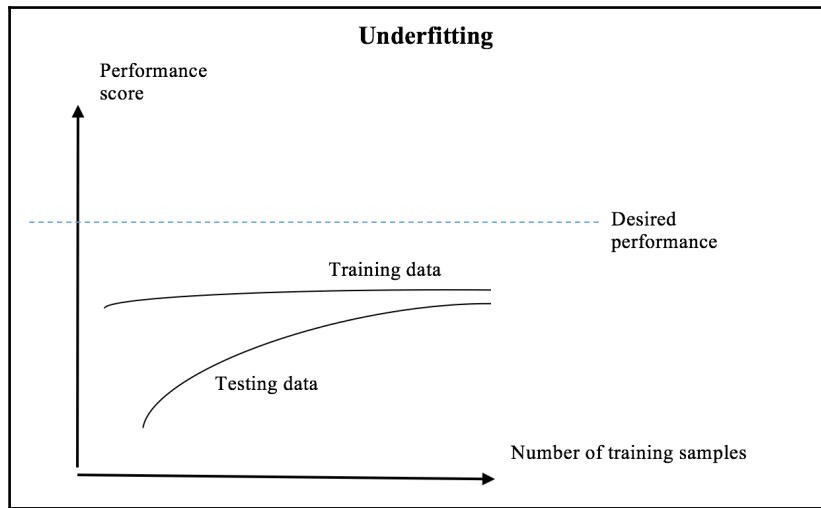 Underfitting
Performance
score
Desired
performance
Training data
Testing data
Number of training samples